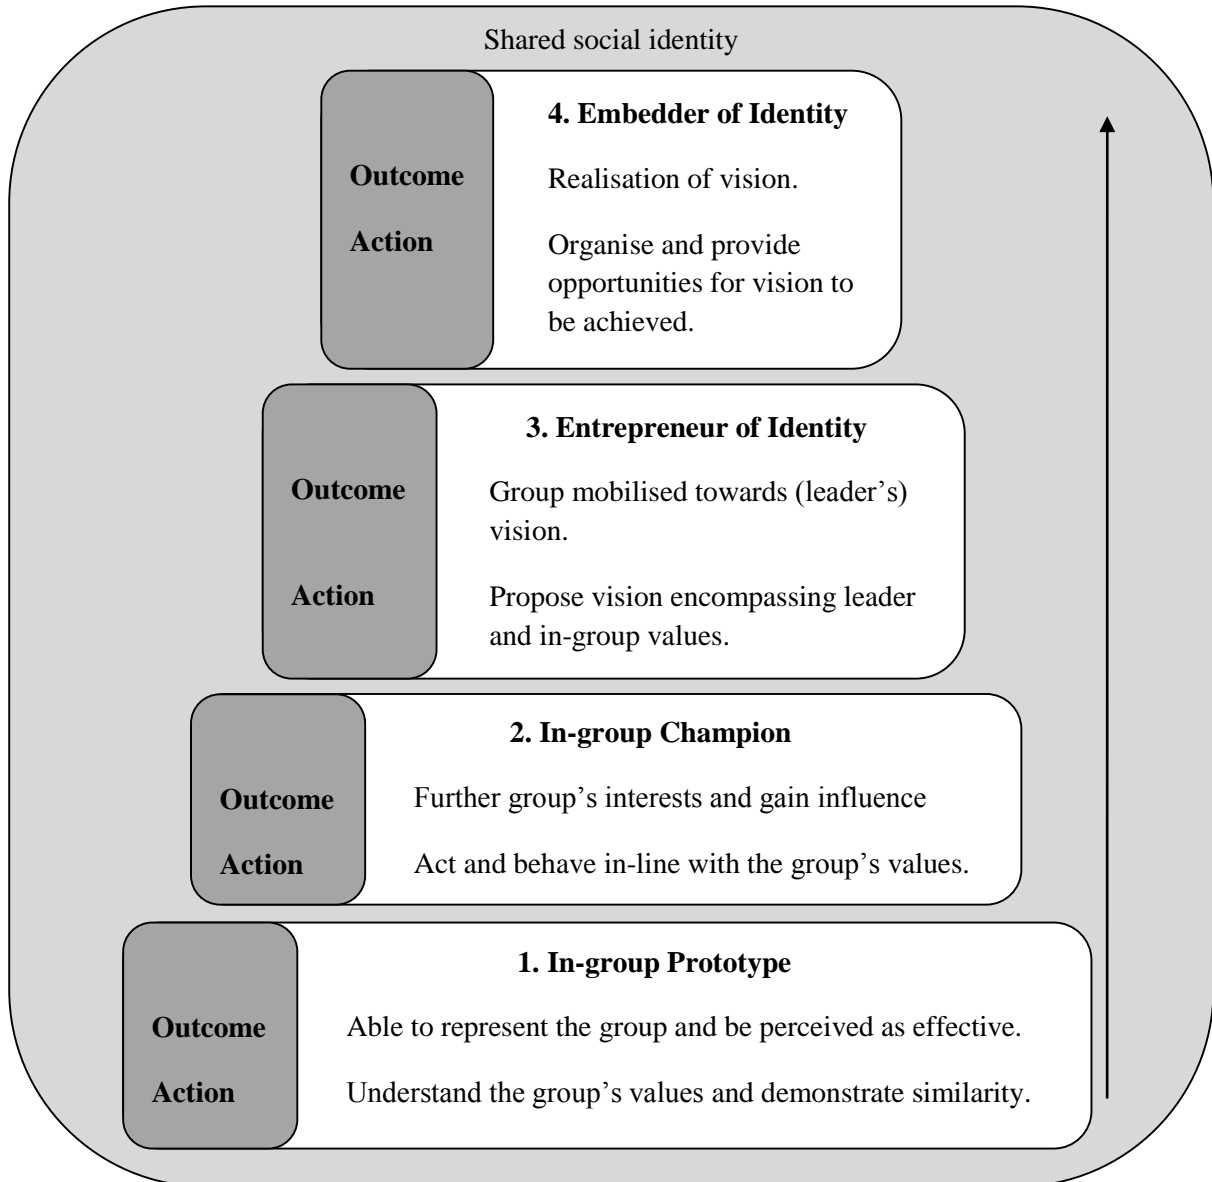 Shared social identity
4. Embedder of Identity
Outcome Realisation of vision.
Action Organise and provide
opportunities for vision to
be achieved.
3. Entrepreneur of Identity
Outcome Group mobilised towards (leader’s)
vision.
Action Propose vision encompassing leader
and in-group values.
2. In-group Champion
Outcome Further group’s interests and gain influence
Action Act and behave in-line with the group’s values.
1. In-group Prototype
Outcome Able to represent the group and be perceived as effective.
Action Understand the group’s values and demonstrate similarity.